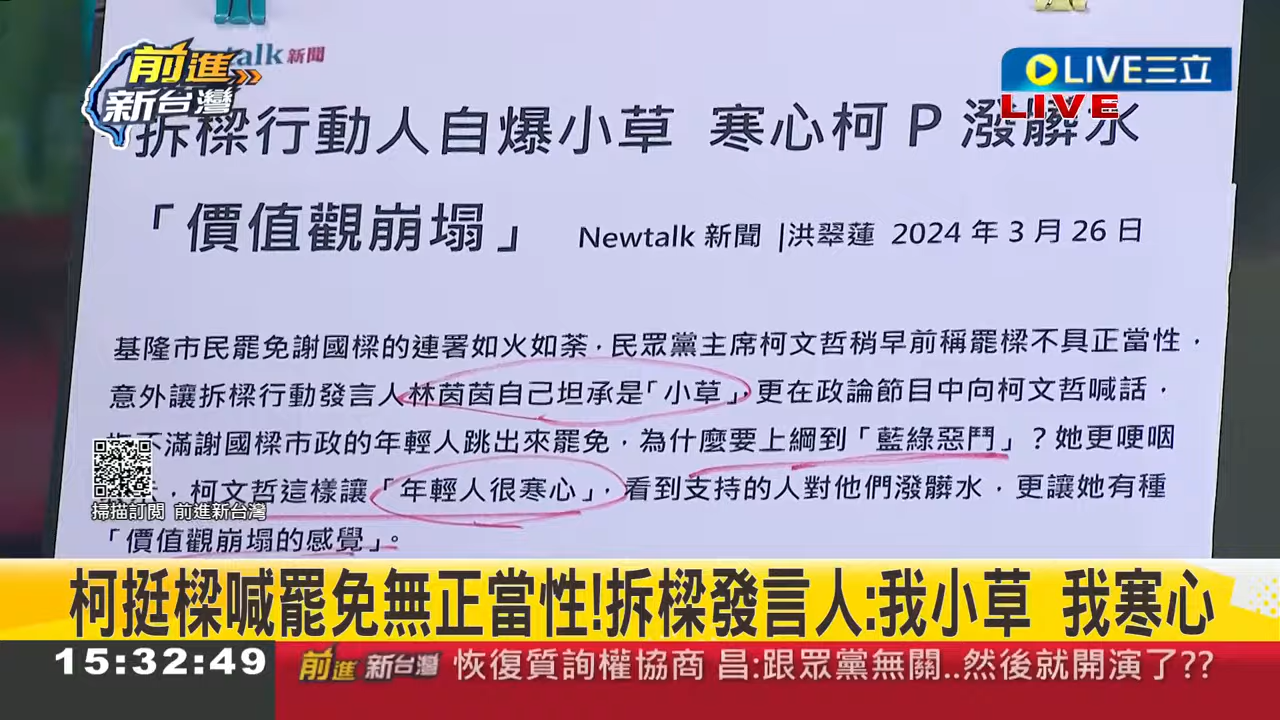 talk新聞
前進
新台灣
LIVE三立
LIVE
拆樑行動人自爆小草 寒心柯P潑髒水
「價值觀崩塌」 Newtalk 新聞 |洪翠蓮 2024 年 3 月 26 日
基隆市民罷免謝國樑的連署如火如荼，民眾黨主席柯文哲稍早前稱罷樑不具正當性，
意外讓拆樑行動發言人林茵茵自己坦承是「小草」，更在政論節目中向柯文哲喊話，
不滿謝國樑市政的年輕人跳出來罷免，為什麼要上綱到「藍綠惡鬥」？她更哽咽
，柯文哲這樣讓「年輕人很寒心」，看到支持的人對他們潑髒水，更讓她有種
掃描訂閱 前進新台灣
「價值觀崩塌的感覺」。
柯挺樑喊罷免無正當性!拆樑發言人:我小草 我寒心
15:32:49 前進新台灣 恢復質詢權協商 昌:跟眾黨無關..然後就開演了??